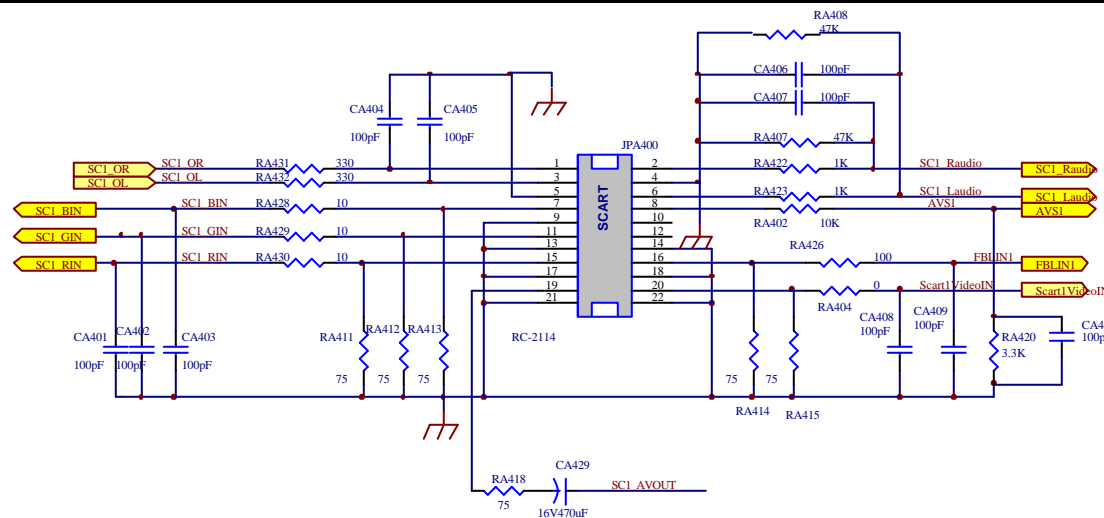 RA408
47K
CA406 100pF
CA407 100pF
CA404 CA405
100pF 100pF
JPA400
RA407 47K
SC1_OR SC1_OR RA431 330 1 2 RA422 1K SC1_Raudio SC1_Raudio
SC1_OL SC1_OL RA432 330 3 4
5 6 RA423 1K SC1_Laudio SC1_Laudio
SC1_BIN SC1_BIN RA428 10 7 8 AVS1 AVS1
9 10 RA402 10K
SC1_GIN SC1_GIN RA429 10 11 12
13 14 RA426
SC1_RIN SC1_RIN RA430 10 15 16 100 FBLIN1 FBLIN1
17 18
19 20 0 Scart1VideoIN Scart1VideoIN
21 22 RA404
SCART
CA408 CA409
100pF 100pF
CA401 CA402 CA403
100pF 100pF 100pF
RA411 RA412 RA413
75 75 75
RC-2114
RA420
3.3K
75 75
RA414 RA415
CA429
RA418 SC1_AVOUT
75
16V470uF